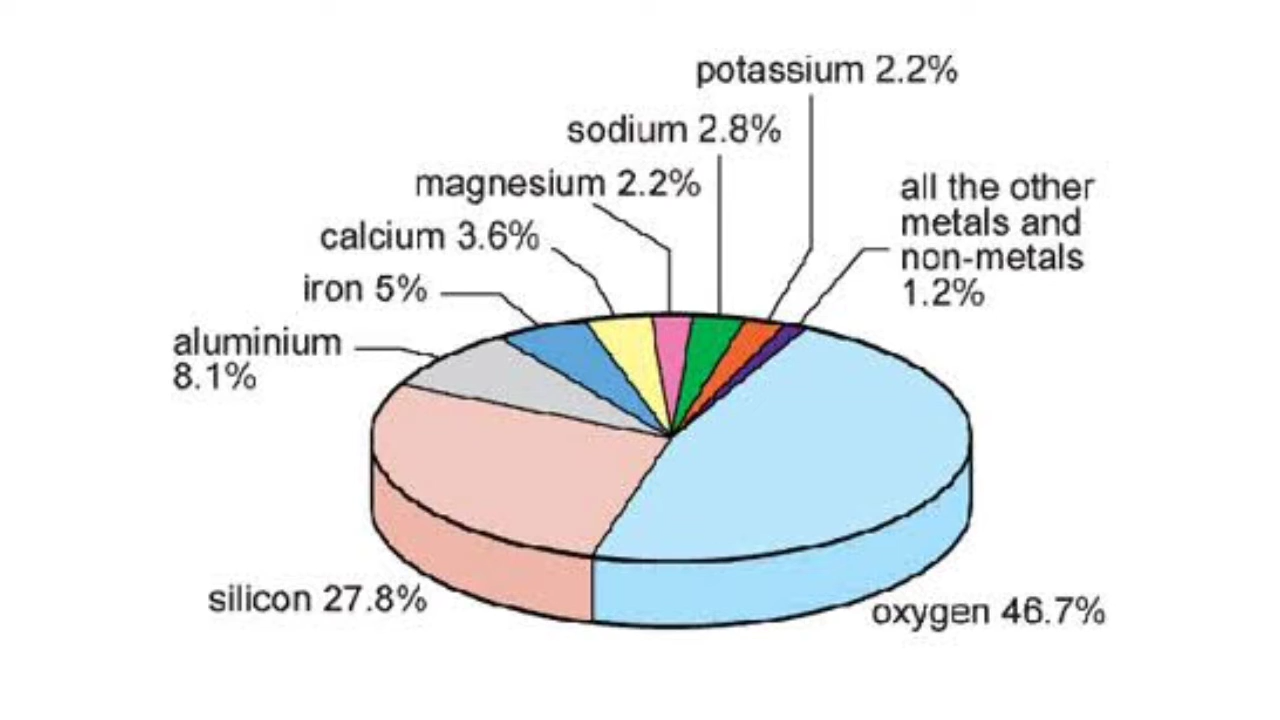 potassium 2.2%
sodium 2.8%
magnesium 2.2%
calcium 3.6%
iron 5%
aluminium
8.1%
all the other
metals and
non-metals
1.2%
silicon 27.8%
oxygen 46.7%